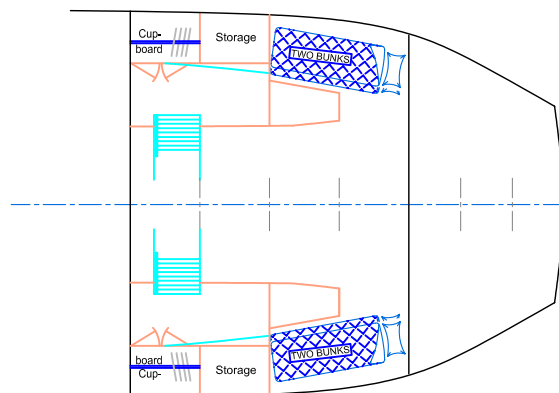 Cup-
board
Storage
TWO BUNKS
TWO BUNKS
board
Cup-
Storage